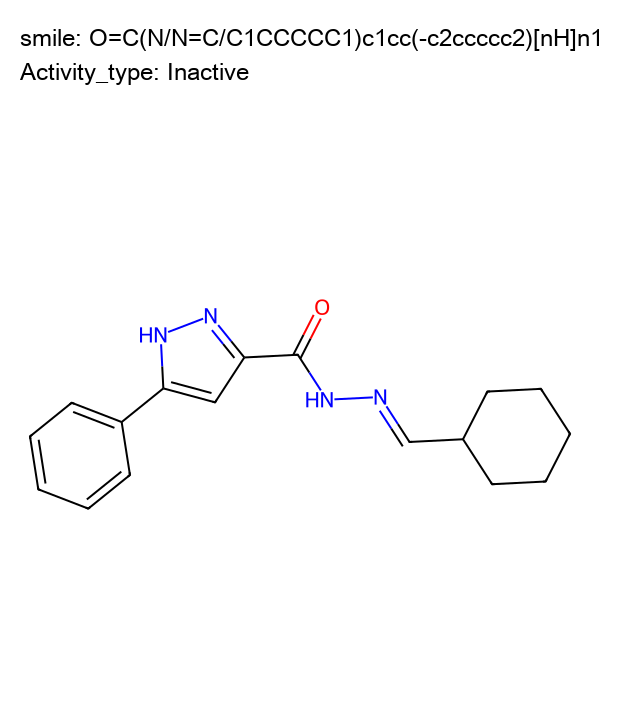 smile: O=C(N/N=C/C1CCCCC1)c1cc(-c2ccccc2)[nH]n1
Activity_type: Inactive
O
N
HN
N
HN